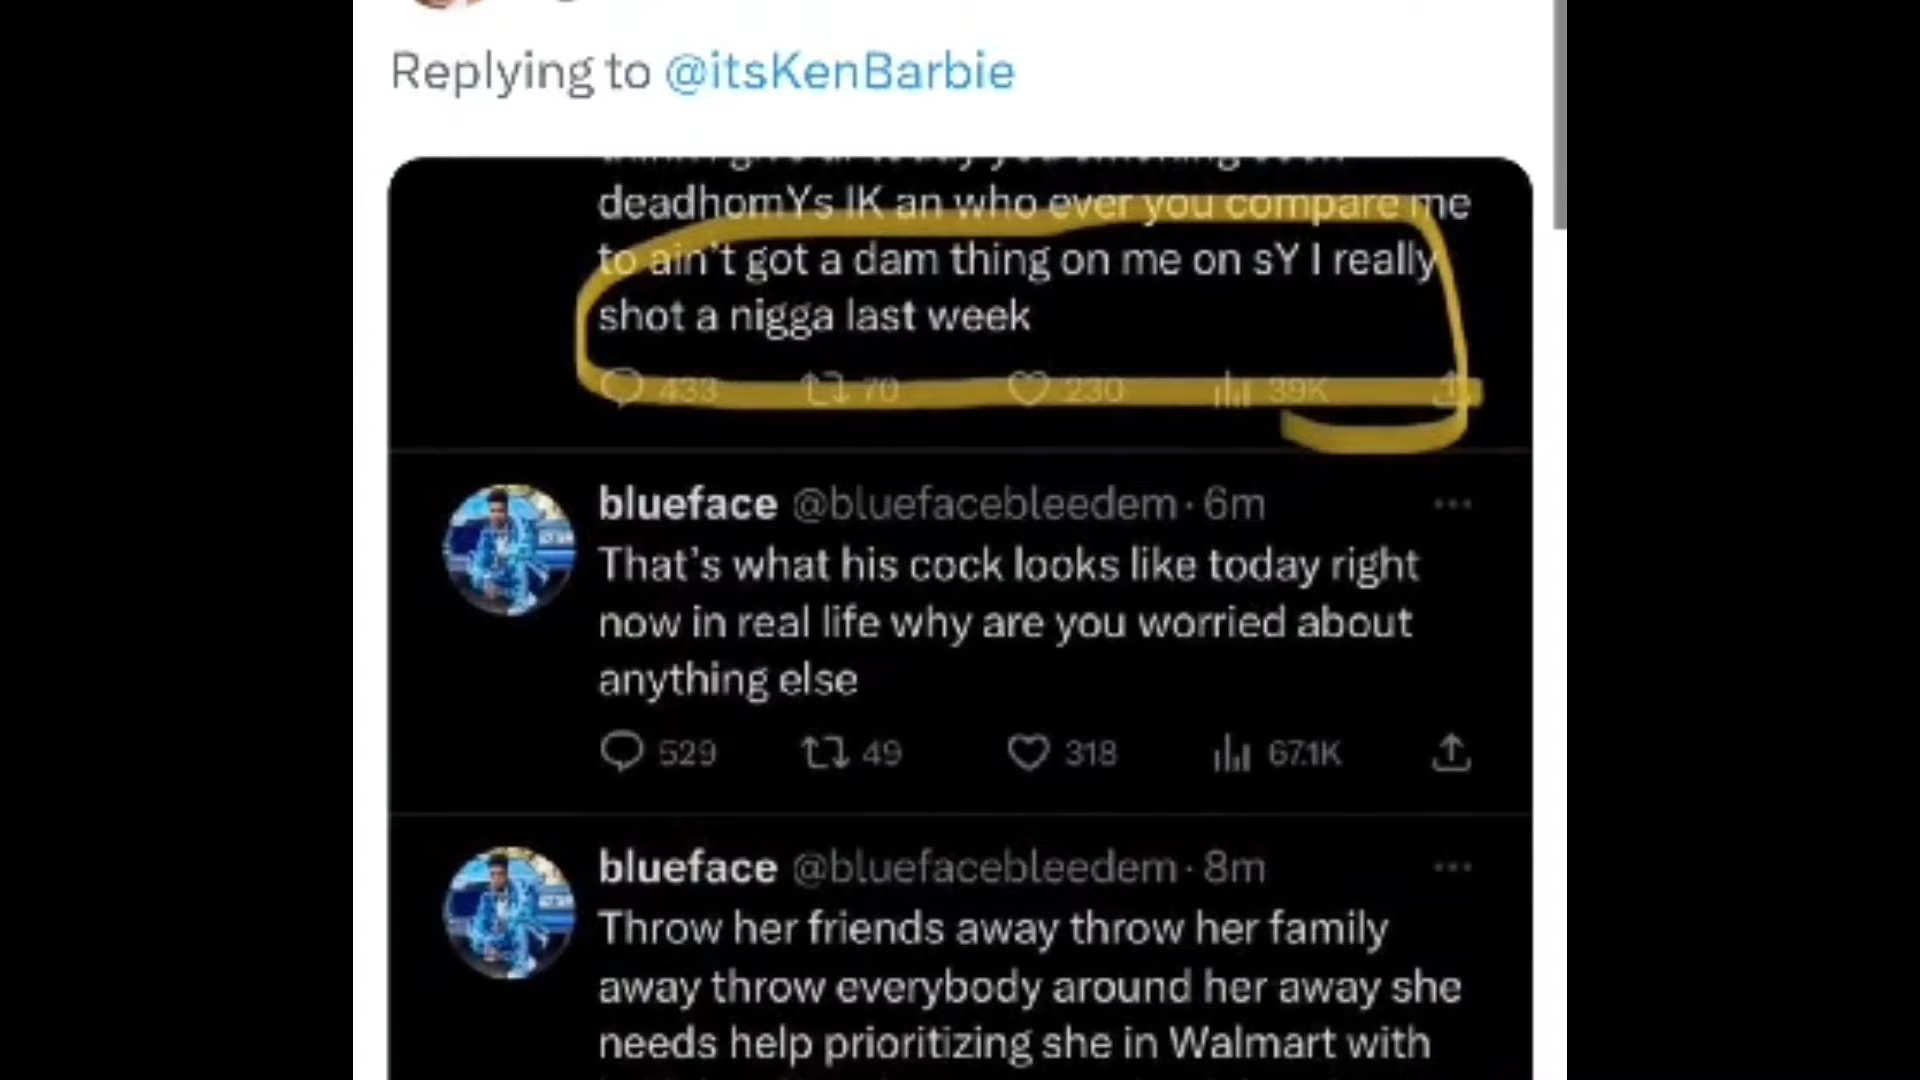 Replying to @itsKenBarbie
deadhomYs IK an who ever you compare me
to ain't got a dam thing on me on sY I really
shot a nigga last week
433 70 230 39K
blueface @bluefacebleedem · 6m
That's what his cock looks like today right
now in real life why are you worried about
anything else
529 49 318 67.1K
blueface @bluefacebleedem · 8m
Throw her friends away throw her family
away throw everybody around her away she
needs help prioritizing she in Walmart with